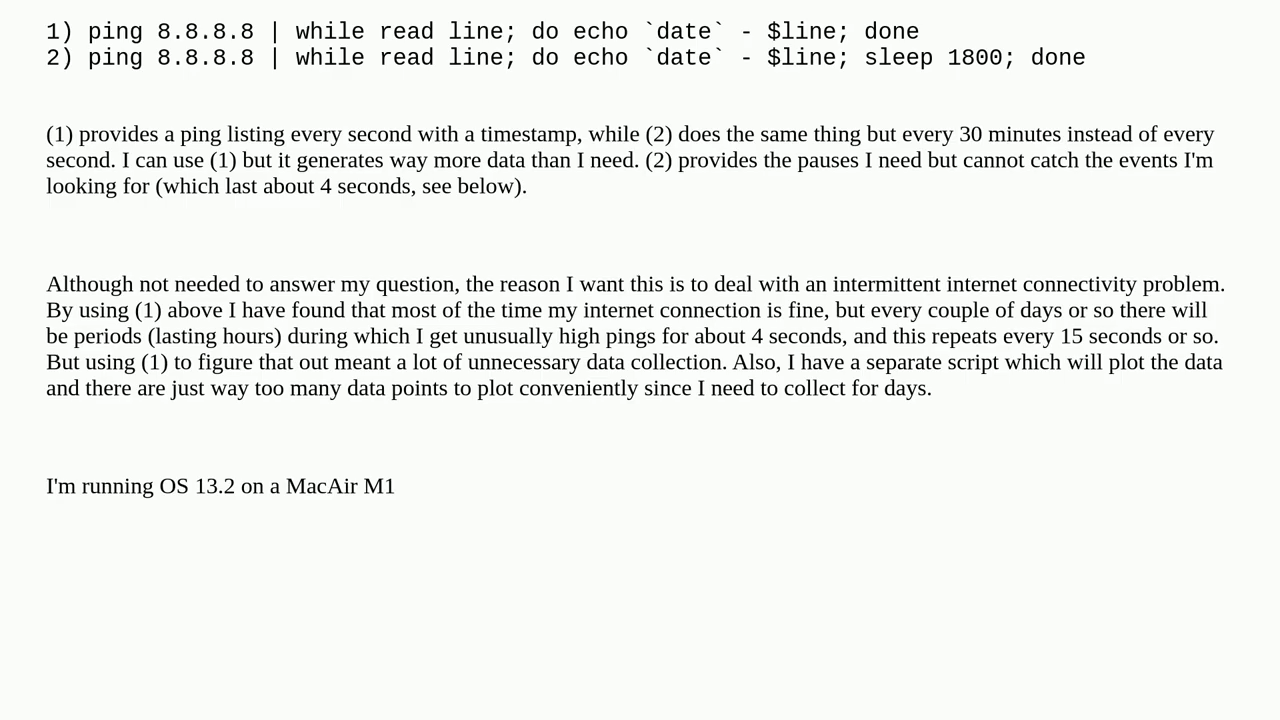 1) ping 8.8.8.8 | while read line; do echo `date` - $line; done
2) ping 8.8.8.8 | while read line; do echo `date` - $line; sleep 1800; done
(1) provides a ping listing every second with a timestamp, while (2) does the same thing but every 30 minutes instead of every
second. I can use (1) but it generates way more data than I need. (2) provides the pauses I need but cannot catch the events I'm
looking for (which last about 4 seconds, see below).
Although not needed to answer my question, the reason I want this is to deal with an intermittent internet connectivity problem.
By using (1) above I have found that most of the time my internet connection is fine, but every couple of days or so there will
be periods (lasting hours) during which I get unusually high pings for about 4 seconds, and this repeats every 15 seconds or so.
But using (1) to figure that out meant a lot of unnecessary data collection. Also, I have a separate script which will plot the data
and there are just way too many data points to plot conveniently since I need to collect for days.
I'm running OS 13.2 on a MacAir M1